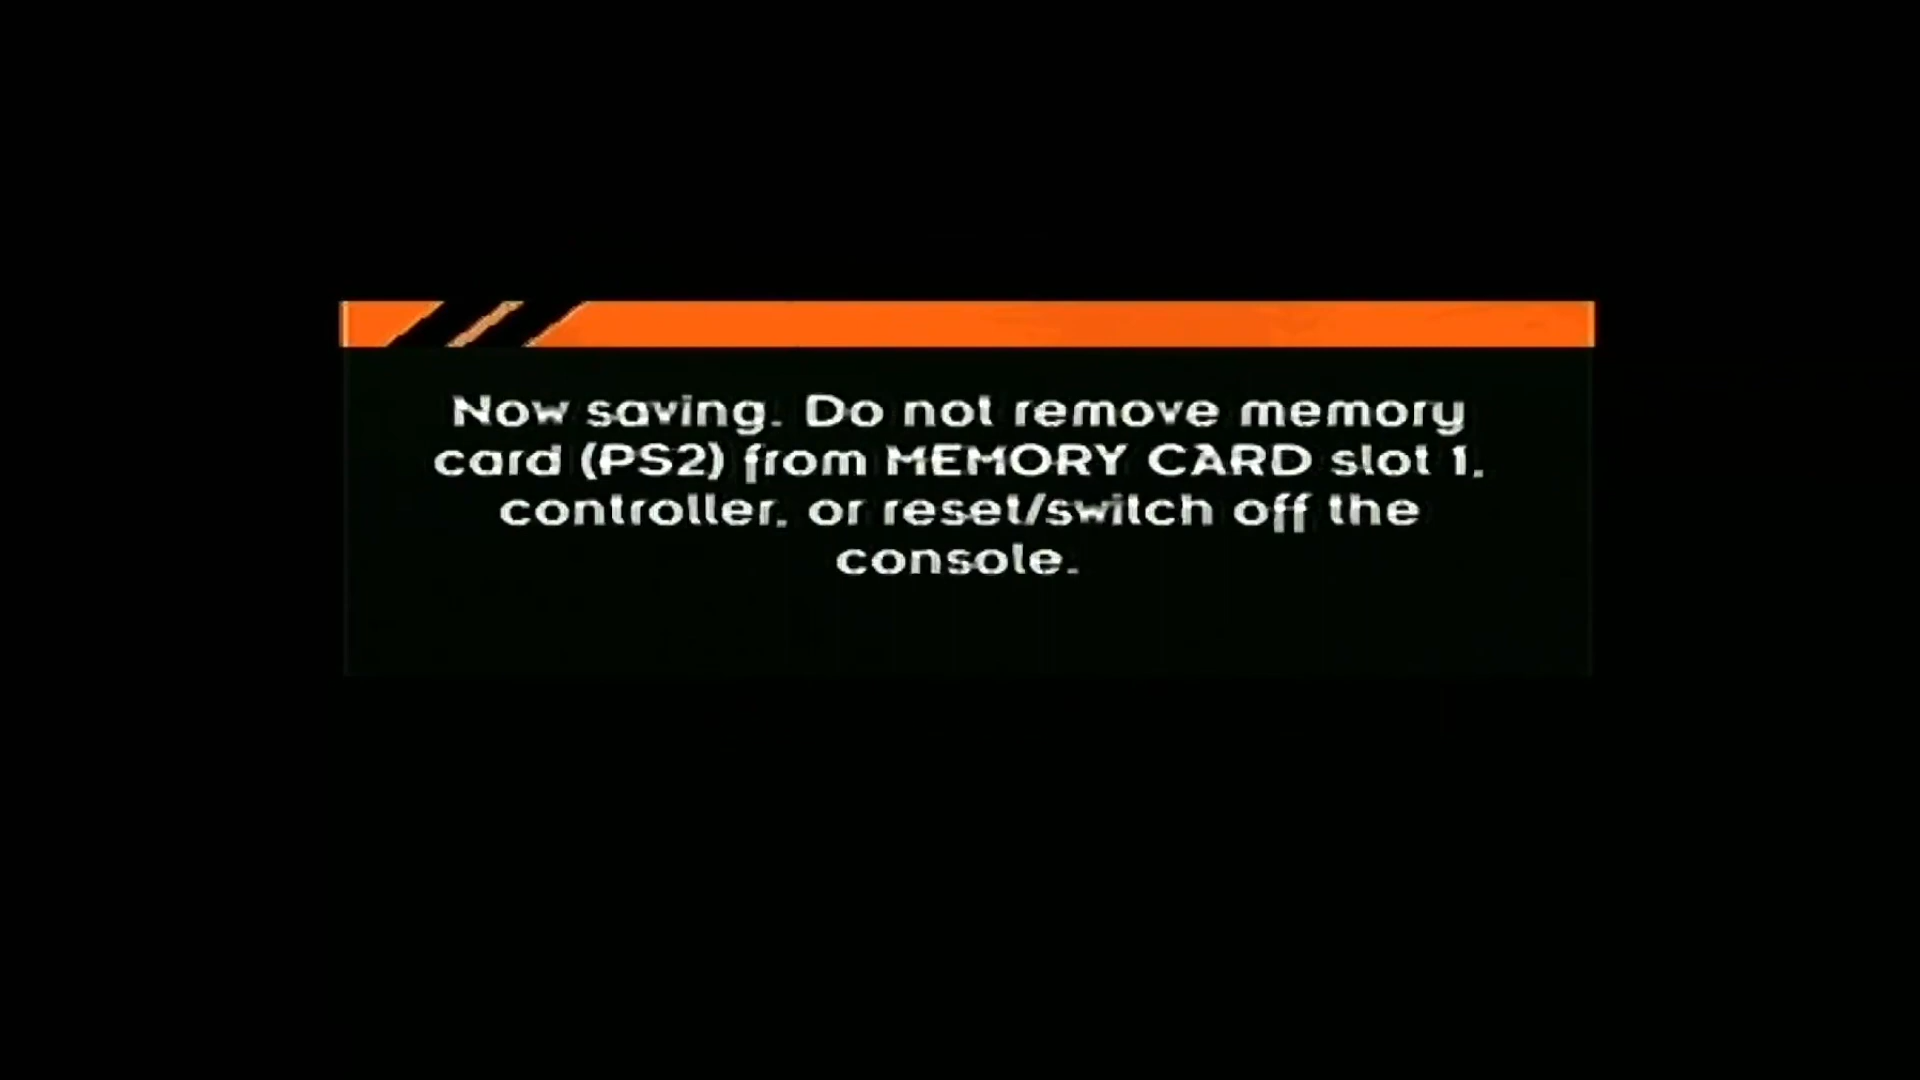 Now saving. Do not remove memory
card (PS2) from MEMORY CARD slot 1,
controller, or reset/switch off the
console.